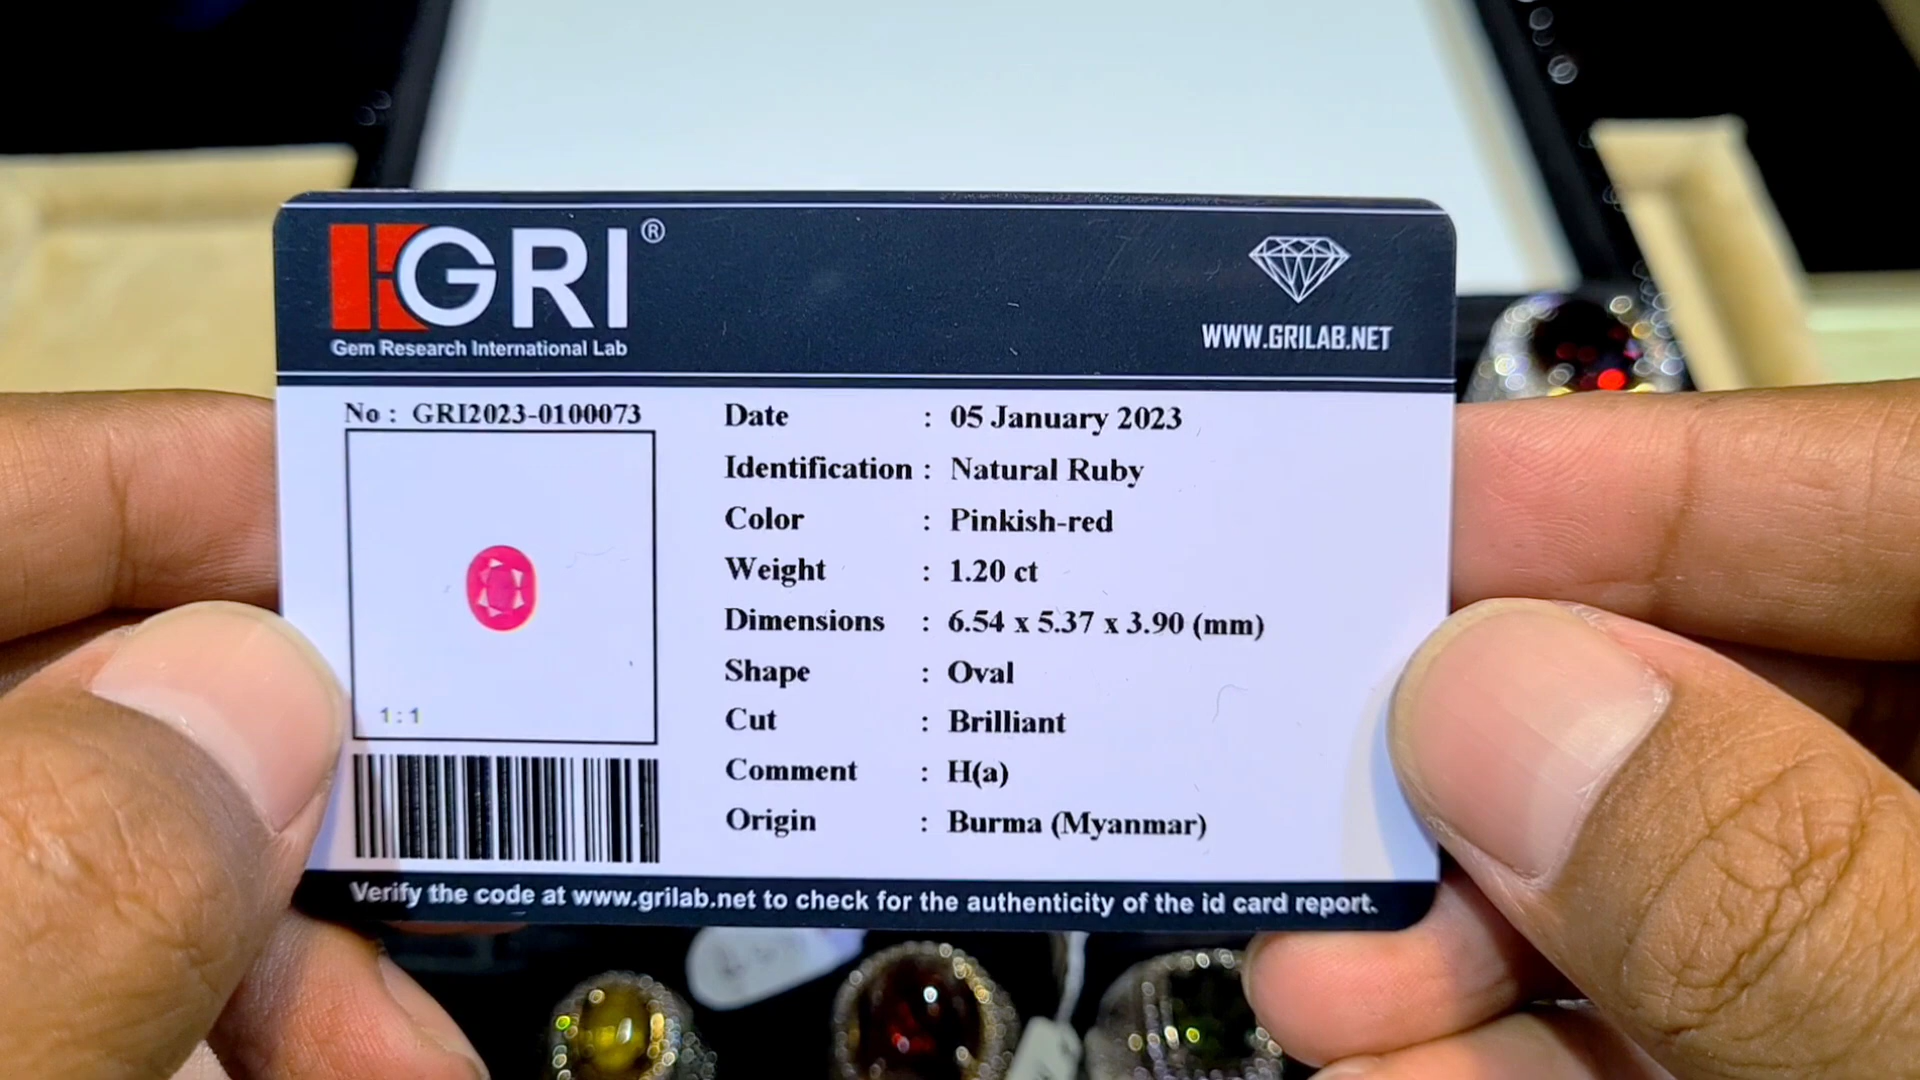 GRI®
Gem Research International Lab
WWW.GRILAB.NET
No : GRI2023-0100073
1 : 1
Date : 05 January 2023
Identification : Natural Ruby
Color : Pinkish-red
Weight : 1.20 ct
Dimensions : 6.54 x 5.37 x 3.90 (mm)
Shape : Oval
Cut : Brilliant
Comment : H(a)
Origin : Burma (Myanmar)
Verify the code at www.grilab.net to check for the authenticity of the id card report.